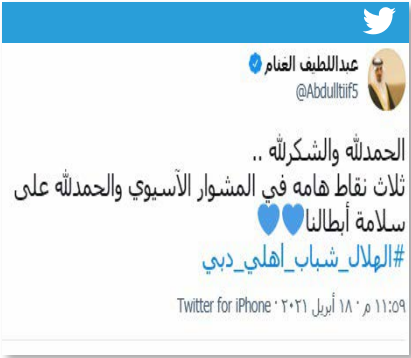 عبداللطيف الغنام
@Abdulltiif5
الحمدلله والشكرلله ..
ثلاث نقاط هامه في المشوار الآسيوي والحمدلله على
سلامة أبطالنا💙💙
#الهلال_شباب_اهلي_دبي
١١:٥٩ م · ١٨ أبريل ٢٠٢١ · Twitter for iPhone